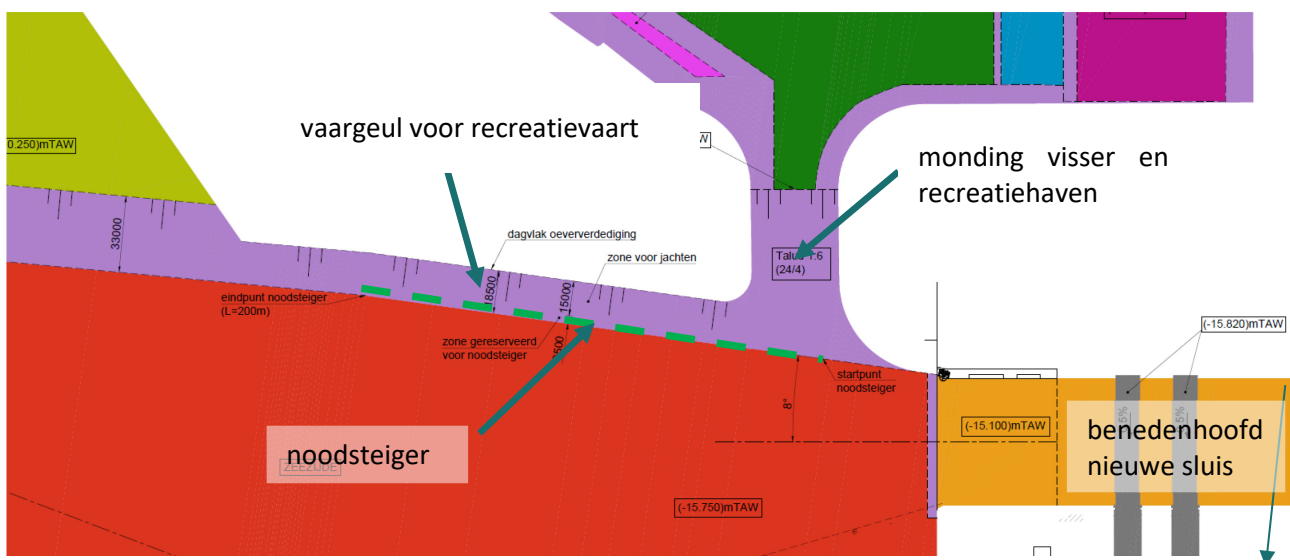 vaargeul voor recreatievaart
0.250)mTAW
monding visser en
recreatiehaven
33000
dagvlak oeververdediging
zone voor jachten
Talud 1:6
(24/4)
18500
15000
eindpunt noodsteiger
(L=200m)
zone gereserveerd
voor noodsteiger
startpunt
noodsteiger
8°
(-15.820)mTAW
noodsteiger
ZEEZIJDE
(-15.100)mTAW
benedenhoofd
nieuwe sluis
(-15.750)mTAW